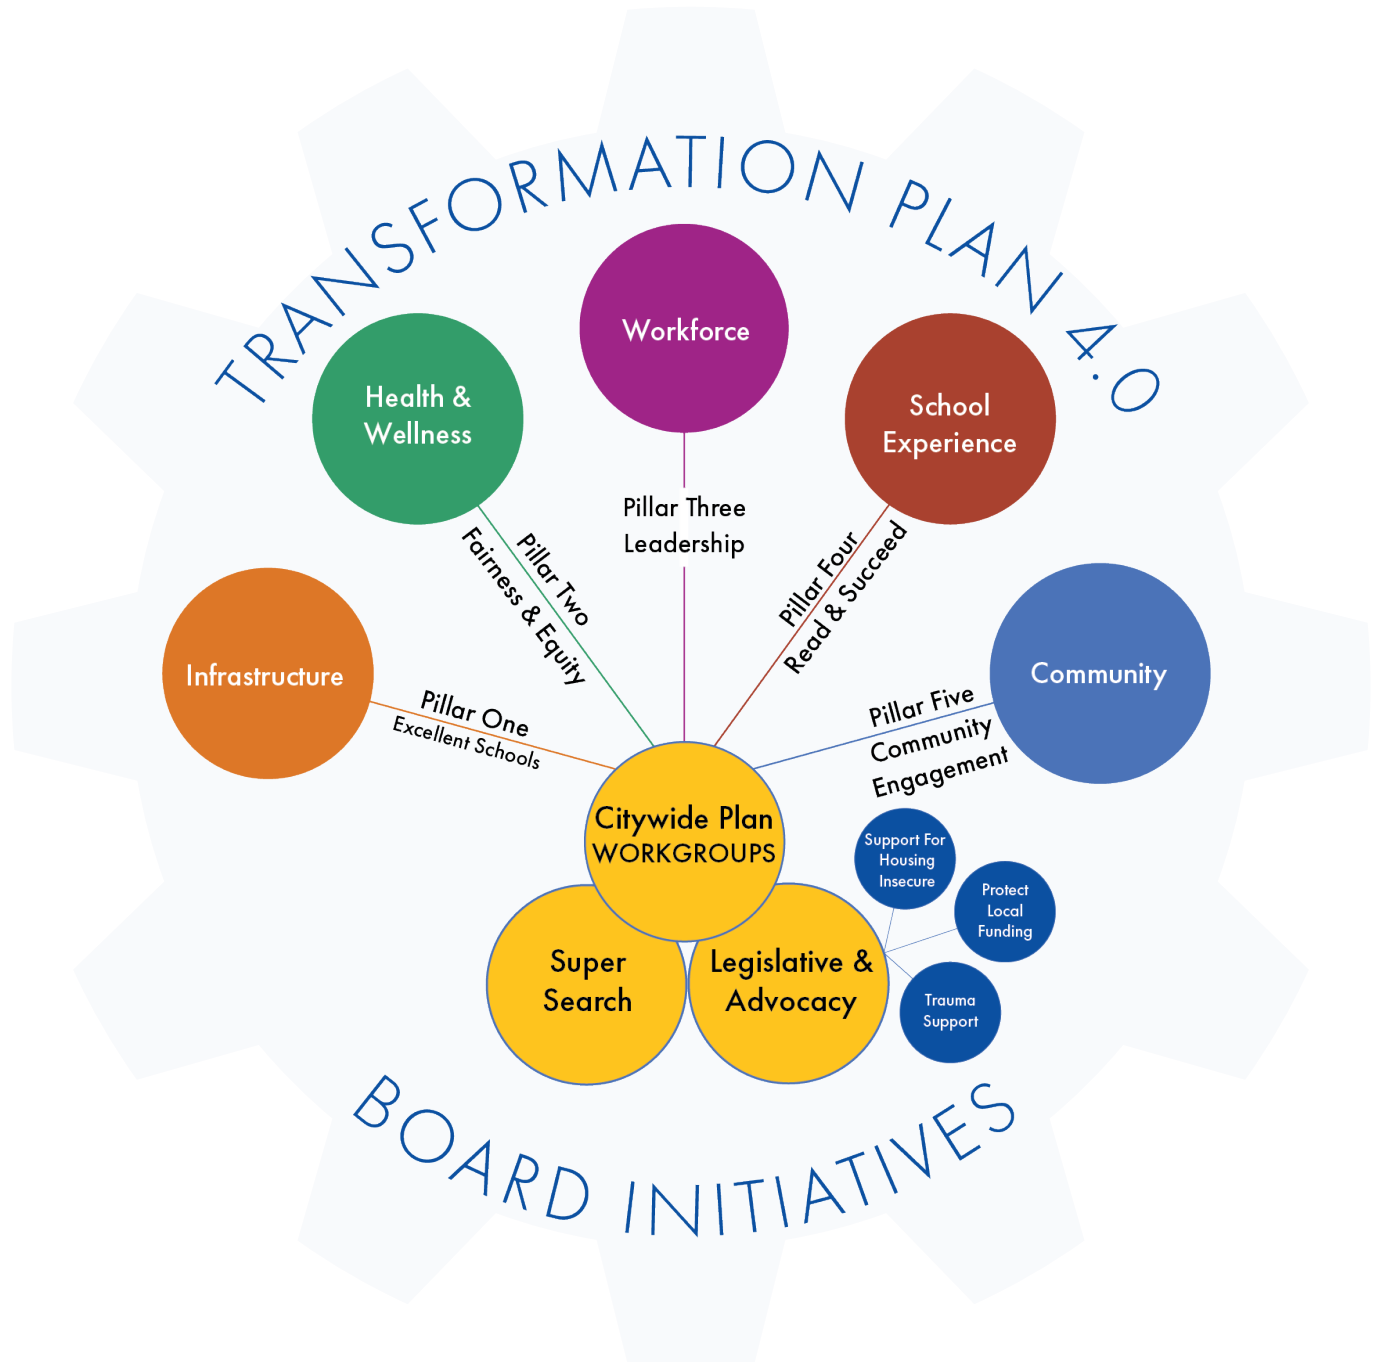 TRANSFORMATION PLAN 4.0
Workforce
Health &
Wellness
School
Experience
Pillar Three
Leadership
Pillar Two
Fairness & Equity
Pillar Four
Read & Succeed
Infrastructure
Community
Pillar One
Excellent Schools
Pillar Five
Community
Engagement
Citywide Plan
WORKGROUPS
Support For
Housing
Insecure
Protect
Local
Funding
Super
Search
Legislative &
Advocacy
Trauma
Support
BOARD INITIATIVES